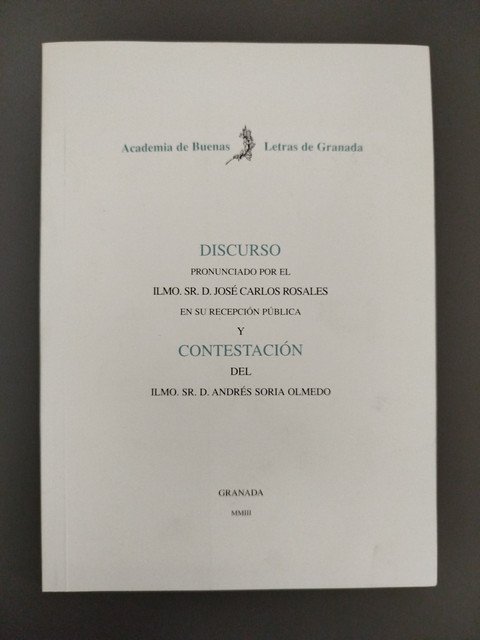 Academia de Buenas Letras de Granada
DISCURSO
PRONUNCIADO POR EL
ILMO. SR. D. JOSÉ CARLOS ROSALES
EN SU RECEPCIÓN PÚBLICA
Y
CONTESTACIÓN
DEL
ILMO. SR. D. ANDRÉS SORIA OLMEDO
GRANADA
MMIII